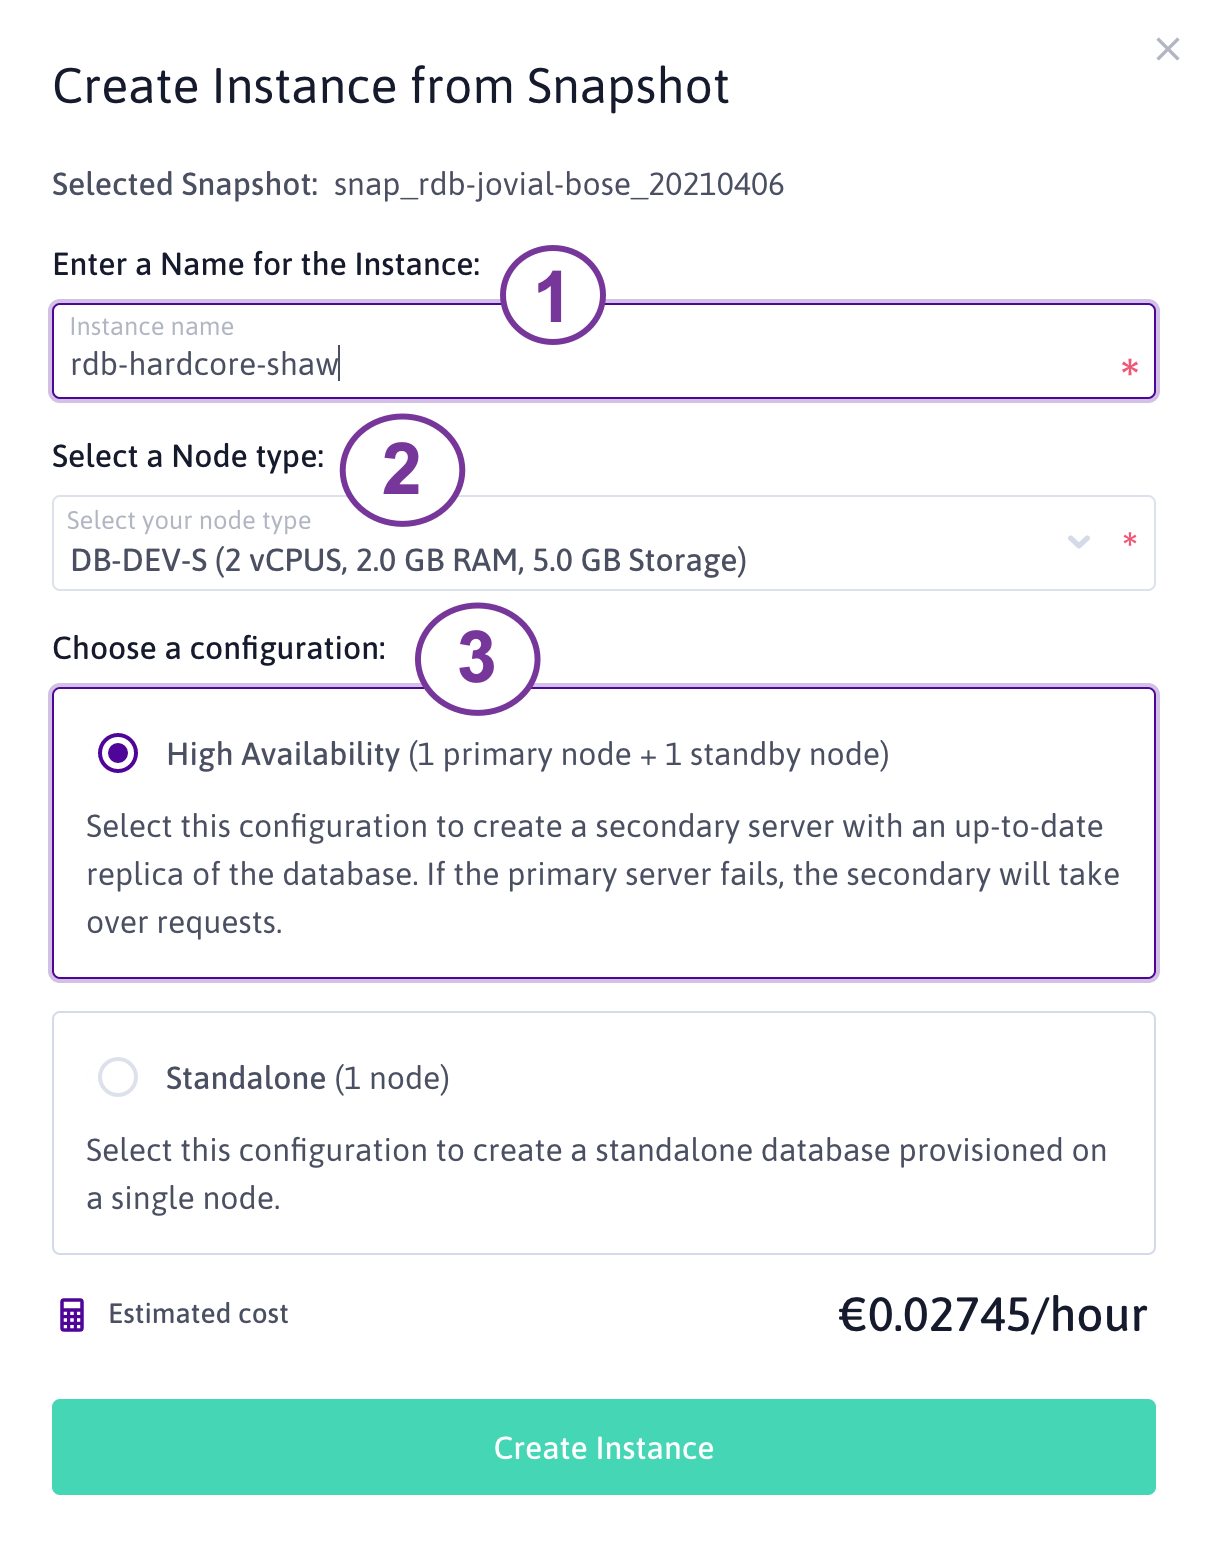 Create Instance from Snapshot
Selected Snapshot: snap_rdb-jovial-bose_20210406
Enter a Name for the Instance:
1
Instance name
rdb-hardcore-shaw
*
Select a Node type:
2
Select your node type
DB-DEV-S (2 vCPUS, 2.0 GB RAM, 5.0 GB Storage)
*
Choose a configuration:
3
High Availability (1 primary node + 1 standby node)
Select this configuration to create a secondary server with an up-to-date
replica of the database. If the primary server fails, the secondary will take
over requests.
Standalone (1 node)
Select this configuration to create a standalone database provisioned on
a single node.
Estimated cost
€0.02745/hour
Create Instance